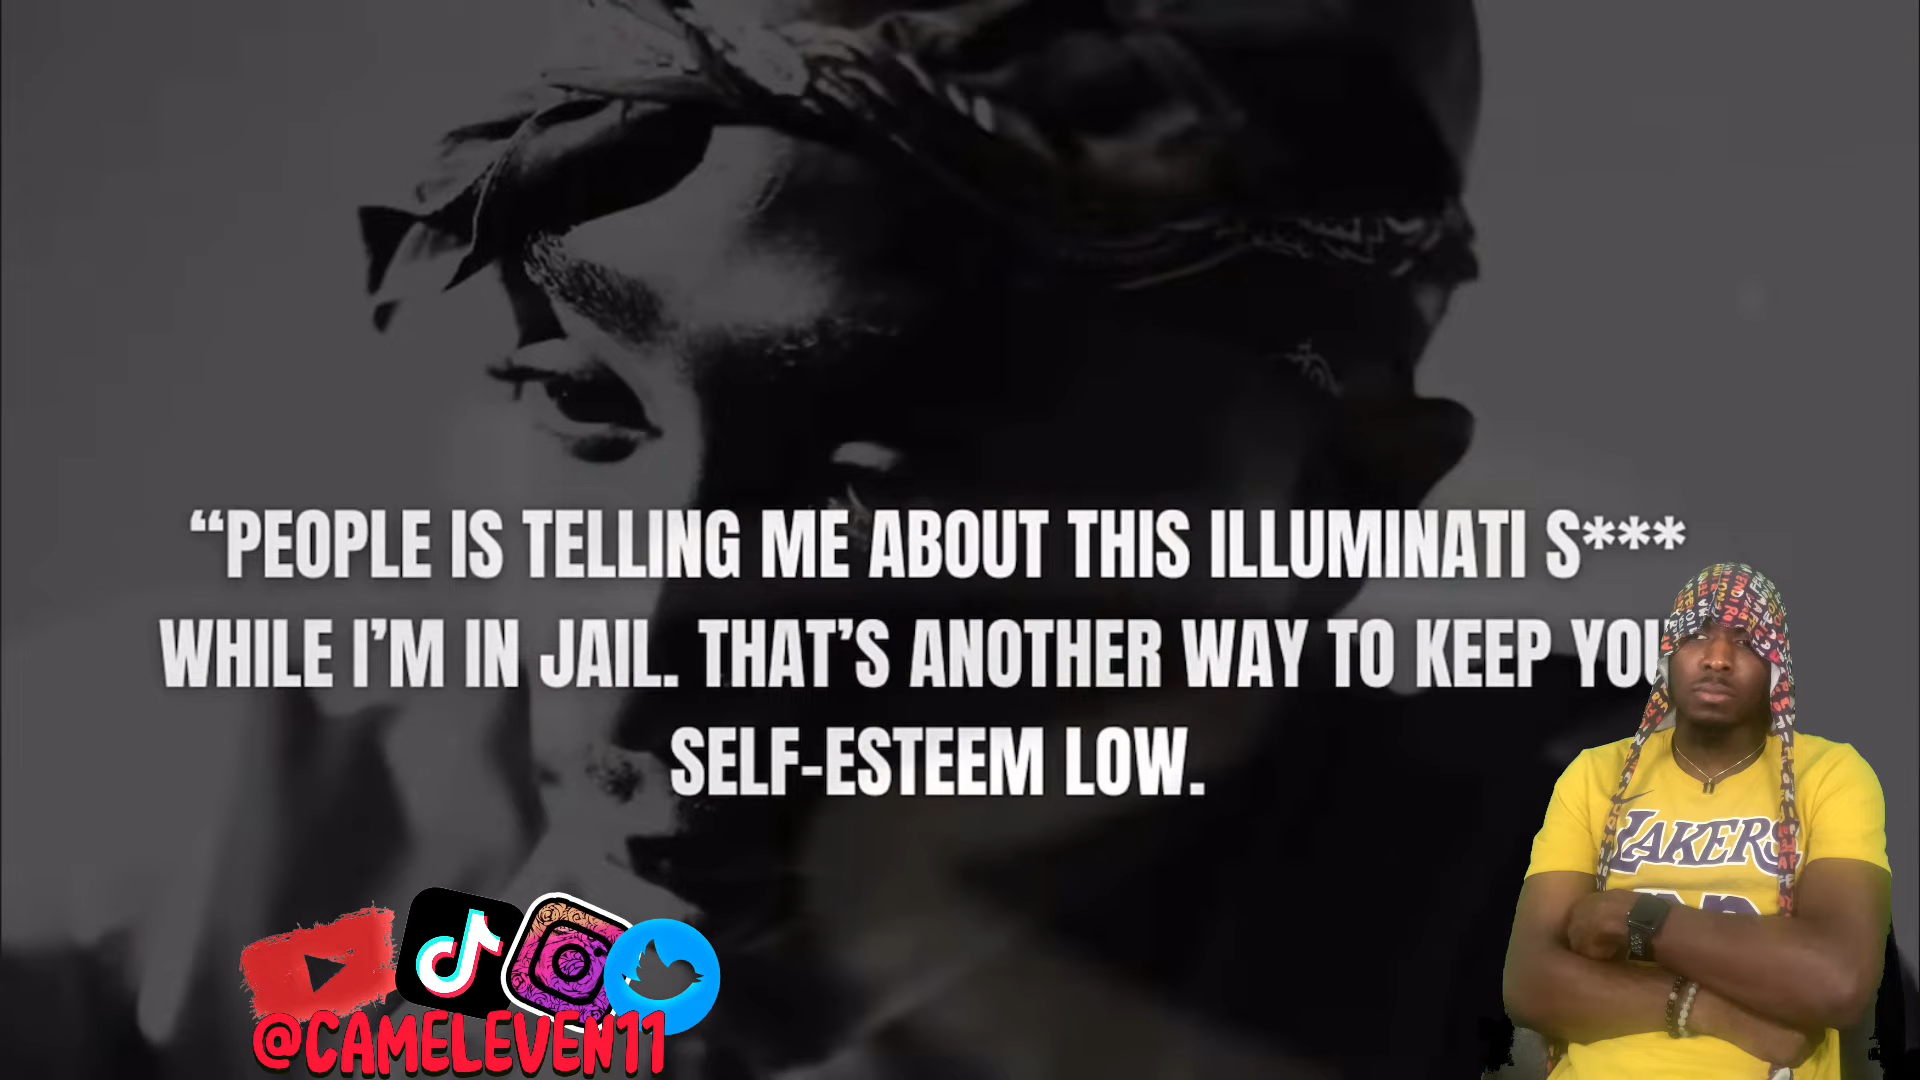 “PEOPLE IS TELLING ME ABOUT THIS ILLUMINATI S***
WHILE I’M IN JAIL. THAT’S ANOTHER WAY TO KEEP YOU
SELF-ESTEEM LOW.
LAKERS
@CAMELEVEN11